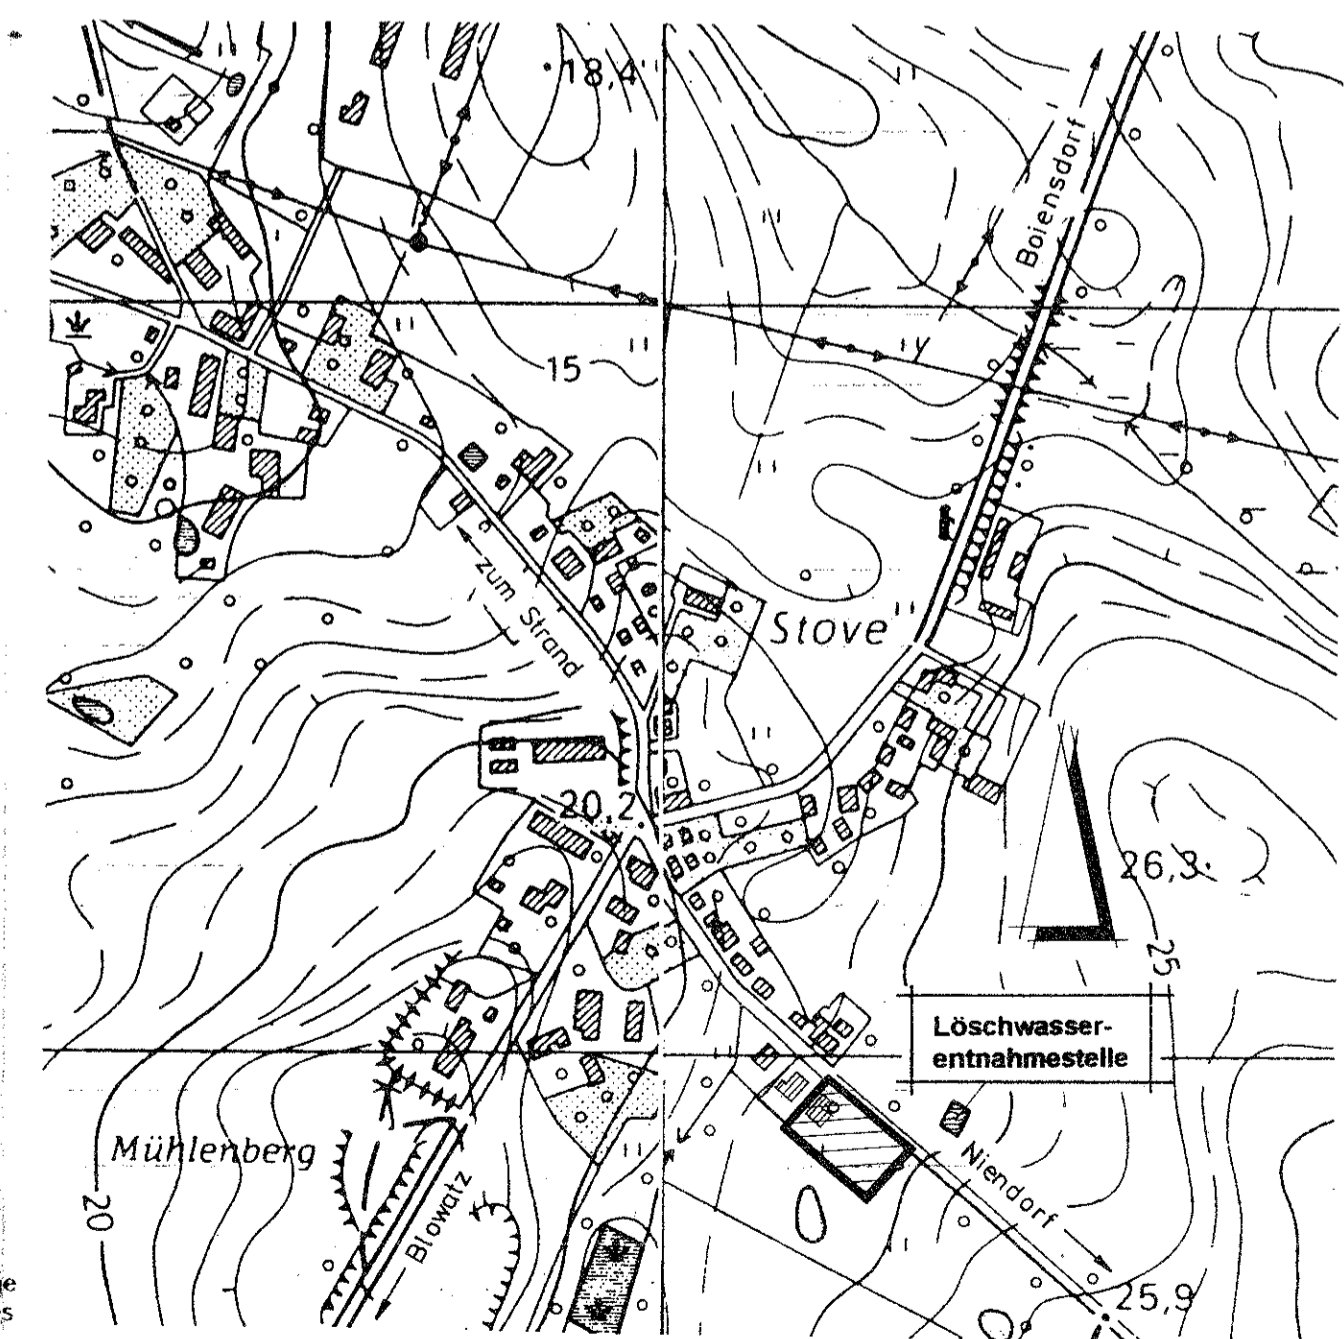 18,4
Boiensdorf
15
zum Strand
Stove
20,2
26,3
25
Löschwasser-
entnahmestelle
Mühlenberg
20
Blowatz
Niendorf
25,9
e
s